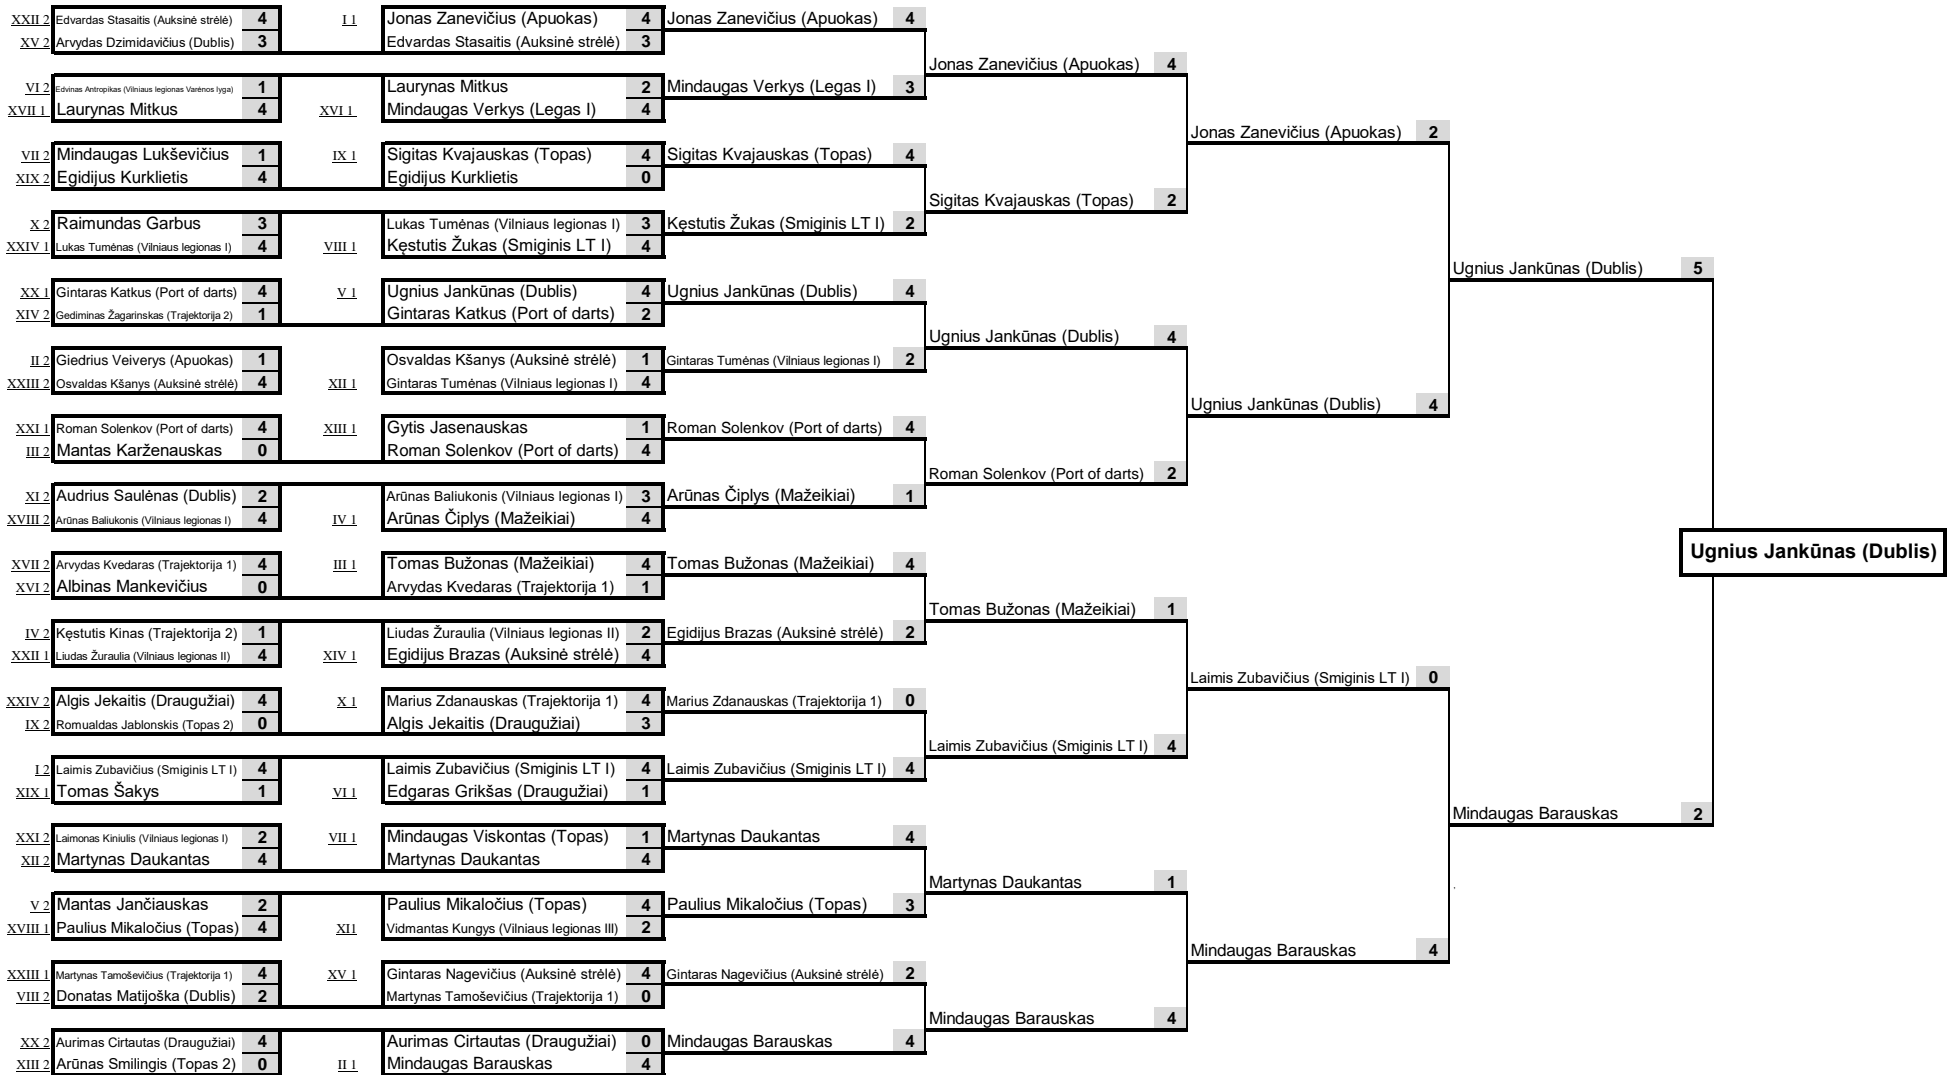 XXII 2 Edvardas Stasaitis (Auksinė strėlė) 4 I 1 Jonas Zanevičius (Apuokas) 4 Jonas Zanevičius (Apuokas) 4
XV 2 Arvydas Dzimidavičius (Dublis) 3 Edvardas Stasaitis (Auksinė strėlė) 3
Jonas Zanevičius (Apuokas) 4
VI 2 Edvinas Antropikas (Vilniaus legionas Varėnos lyga) 1 Laurynas Mitkus 2 Mindaugas Verkys (Legas I) 3
XVII 1 Laurynas Mitkus 4 XVI 1 Mindaugas Verkys (Legas I) 4
Jonas Zanevičius (Apuokas) 2
VII 2 Mindaugas Lukševičius 1 IX 1 Sigitas Kvajauskas (Topas) 4 Sigitas Kvajauskas (Topas) 4
XIX 2 Egidijus Kurklietis 4 Egidijus Kurklietis 0
Sigitas Kvajauskas (Topas) 2
X 2 Raimundas Garbus 3 Lukas Tumėnas (Vilniaus legionas I) 3 Kęstutis Žukas (Smiginis LT I) 2
XXIV 1 Lukas Tumėnas (Vilniaus legionas I) 4 VIII 1 Kęstutis Žukas (Smiginis LT I) 4
Ugnius Jankūnas (Dublis) 5
XX 1 Gintaras Katkus (Port of darts) 4 V 1 Ugnius Jankūnas (Dublis) 4 Ugnius Jankūnas (Dublis) 4
XIV 2 Gediminas Žagarinskas (Trajektorija 2) 1 Gintaras Katkus (Port of darts) 2
Ugnius Jankūnas (Dublis) 4
II 2 Giedrius Veiverys (Apuokas) 1 Osvaldas Kšanys (Auksinė strėlė) 1 Gintaras Tumėnas (Vilniaus legionas I) 2
XXIII 2 Osvaldas Kšanys (Auksinė strėlė) 4 XII 1 Gintaras Tumėnas (Vilniaus legionas I) 4
Ugnius Jankūnas (Dublis) 4
XXI 1 Roman Solenkov (Port of darts) 4 XIII 1 Gytis Jasenauskas 1 Roman Solenkov (Port of darts) 4
III 2 Mantas Karženauskas 0 Roman Solenkov (Port of darts) 4
Roman Solenkov (Port of darts) 2
XI 2 Audrius Saulėnas (Dublis) 2 Arūnas Baliukonis (Vilniaus legionas I) 3 Arūnas Čiplys (Mažeikiai) 1
XVIII 2 Arūnas Baliukonis (Vilniaus legionas I) 4 IV 1 Arūnas Čiplys (Mažeikiai) 4
Ugnius Jankūnas (Dublis)
XVII 2 Arvydas Kvedaras (Trajektorija 1) 4 III 1 Tomas Bužonas (Mažeikiai) 4 Tomas Bužonas (Mažeikiai) 4
XVI 2 Albinas Mankevičius 0 Arvydas Kvedaras (Trajektorija 1) 1
Tomas Bužonas (Mažeikiai) 1
IV 2 Kęstutis Kinas (Trajektorija 2) 1 Liudas Žuraulia (Vilniaus legionas II) 2 Egidijus Brazas (Auksinė strėlė) 2
XXII 1 Liudas Žuraulia (Vilniaus legionas II) 4 XIV 1 Egidijus Brazas (Auksinė strėlė) 4
Laimis Zubavičius (Smiginis LT I) 0
XXIV 2 Algis Jekaitis (Draugužiai) 4 X 1 Marius Zdanauskas (Trajektorija 1) 4 Marius Zdanauskas (Trajektorija 1) 0
IX 2 Romualdas Jablonskis (Topas 2) 0 Algis Jekaitis (Draugužiai) 3
Laimis Zubavičius (Smiginis LT I) 4
I 2 Laimis Zubavičius (Smiginis LT I) 4 Laimis Zubavičius (Smiginis LT I) 4 Laimis Zubavičius (Smiginis LT I) 4
XIX 1 Tomas Šakys 1 VI 1 Edgaras Grikšas (Draugužiai) 1
Mindaugas Barauskas 2
XXI 2 Laimonas Kiniulis (Vilniaus legionas I) 2 VII 1 Mindaugas Viskontas (Topas) 1 Martynas Daukantas 4
XII 2 Martynas Daukantas 4 Martynas Daukantas 4
Martynas Daukantas 1
V 2 Mantas Jančiauskas 2 Paulius Mikaločius (Topas) 4 Paulius Mikaločius (Topas) 3
XVIII 1 Paulius Mikaločius (Topas) 4 XI1 Vidmantas Kungys (Vilniaus legionas III) 2
Mindaugas Barauskas 4
XXIII 1 Martynas Tamoševičius (Trajektorija 1) 4 XV 1 Gintaras Nagevičius (Auksinė strėlė) 4 Gintaras Nagevičius (Auksinė strėlė) 2
VIII 2 Donatas Matijoška (Dublis) 2 Martynas Tamoševičius (Trajektorija 1) 0
Mindaugas Barauskas 4
XX 2 Aurimas Cirtautas (Draugužiai) 4 Aurimas Cirtautas (Draugužiai) 0 Mindaugas Barauskas 4
XIII 2 Arūnas Smilingis (Topas 2) 0 II 1 Mindaugas Barauskas 4